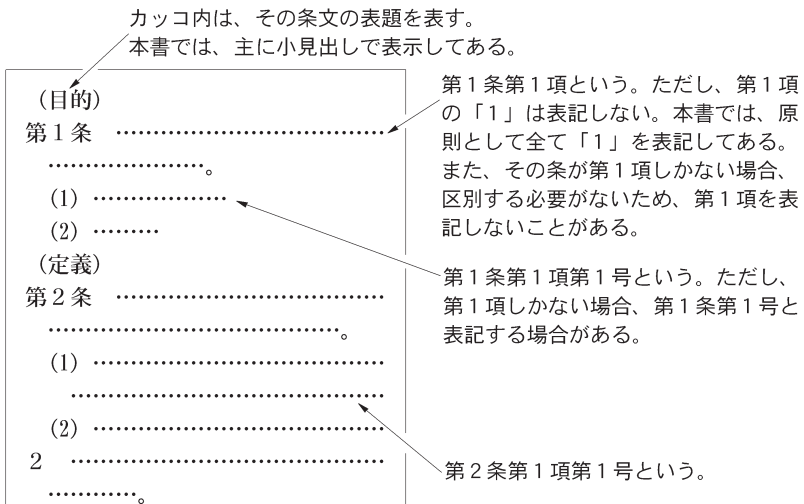 カッコ内は、その条文の表題を表す。
本書では、主に小見出しで表示してある。
（目的）
第１条 ……………………………………
…………………。
(1) ………………
(2) ………
（定義）
第２条 ……………………………………
……………………………………。
(1) ……………………………………
……………………………………
(2) ……………………………………
２ ……………………………………
…………。
第１条第１項という。ただし、第１項
の「１」は表記しない。本書では、原
則として全て「１」を表記してある。
また、その条が第１項しかない場合、
区別する必要がないため、第１項を表
記しないことがある。
第１条第１項第１号という。ただし、
第１項しかない場合、第１条第１号と
表記する場合がある。
第２条第１項第１号という。